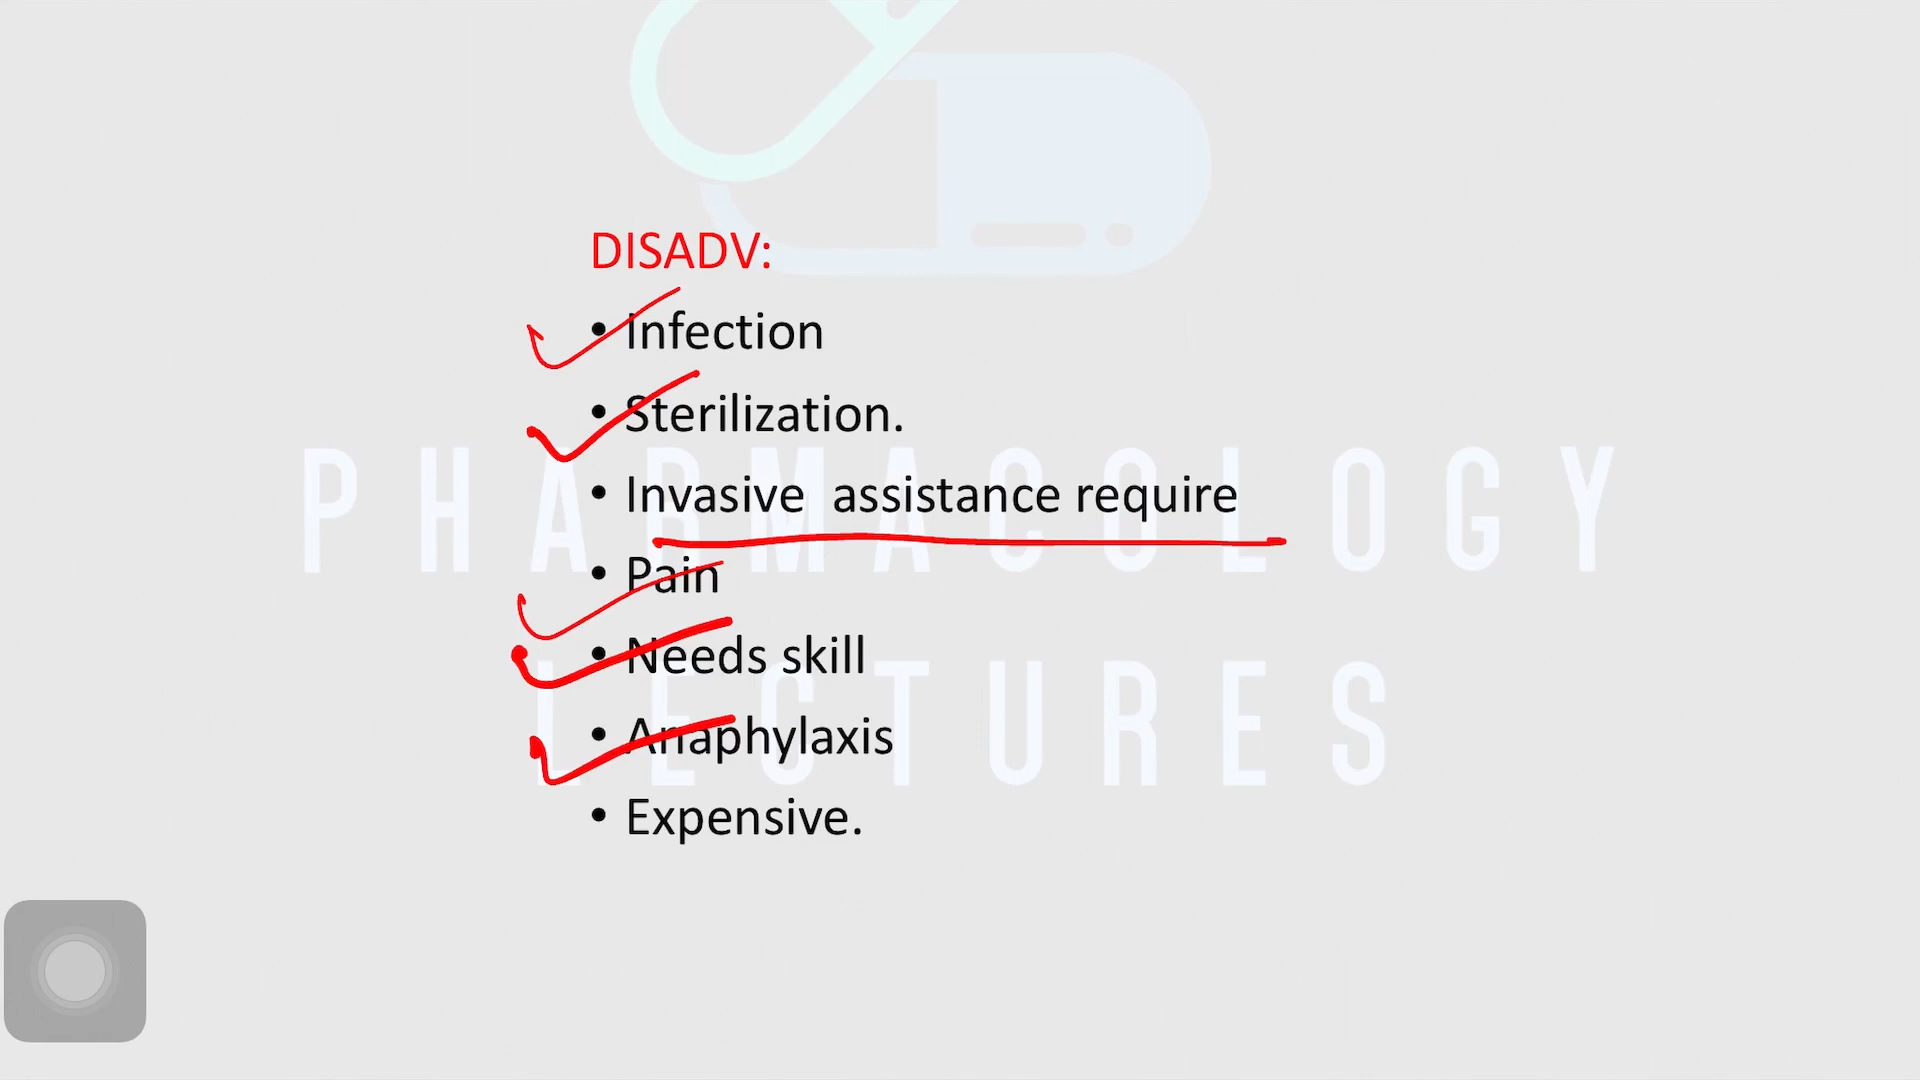 DISADV:
• Infection
• Sterilization.
• Invasive assistance require
• Pain
• Needs skill
• Anaphylaxis
• Expensive.
PHARMACOLOGY
LECTURES